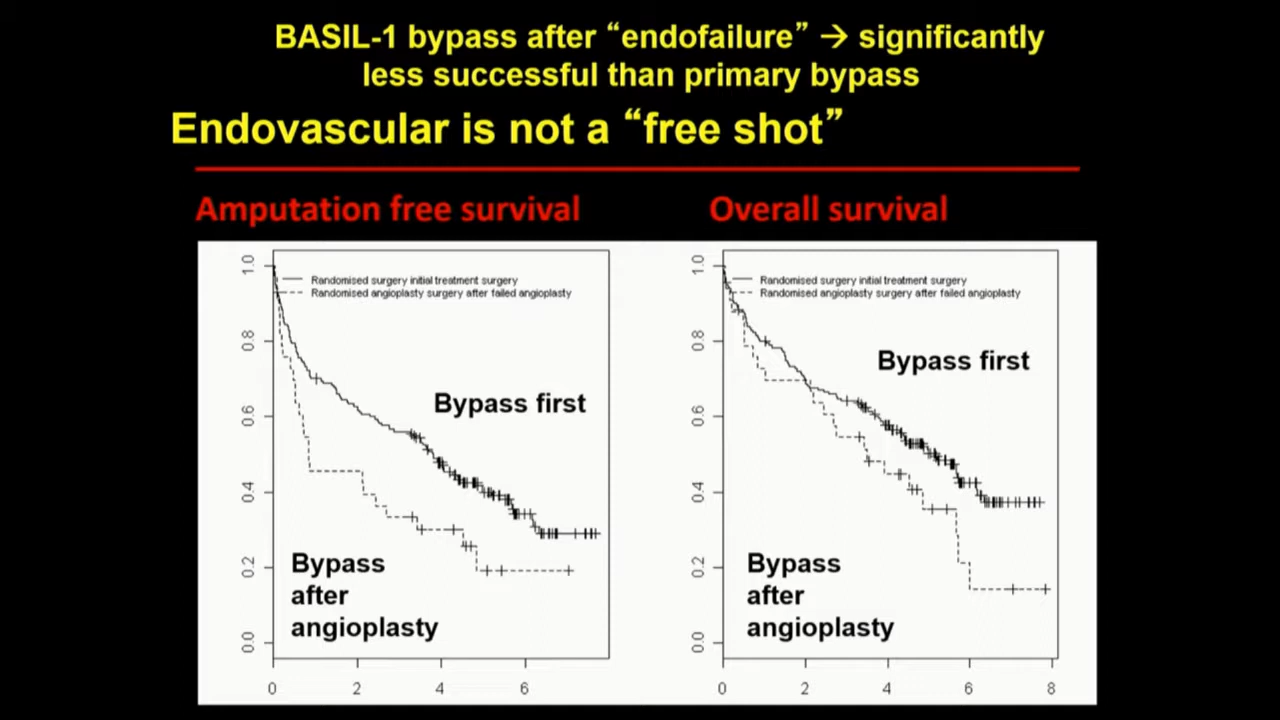 BASIL-1 bypass after “endofailure” → significantly
less successful than primary bypass
Endovascular is not a “free shot”
Amputation free survival
Overall survival
1.0
0.8
0.6
0.4
0.2
0.0
Randomised surgery initial treatment surgery
Randomised angioplasty surgery after failed angioplasty
Bypass first
Bypass
after
angioplasty
0 2 4 6
1.0
0.8
0.6
0.4
0.2
0.0
Randomised surgery initial treatment surgery
Randomised angioplasty surgery after failed angioplasty
Bypass first
Bypass
after
angioplasty
0 2 4 6 8